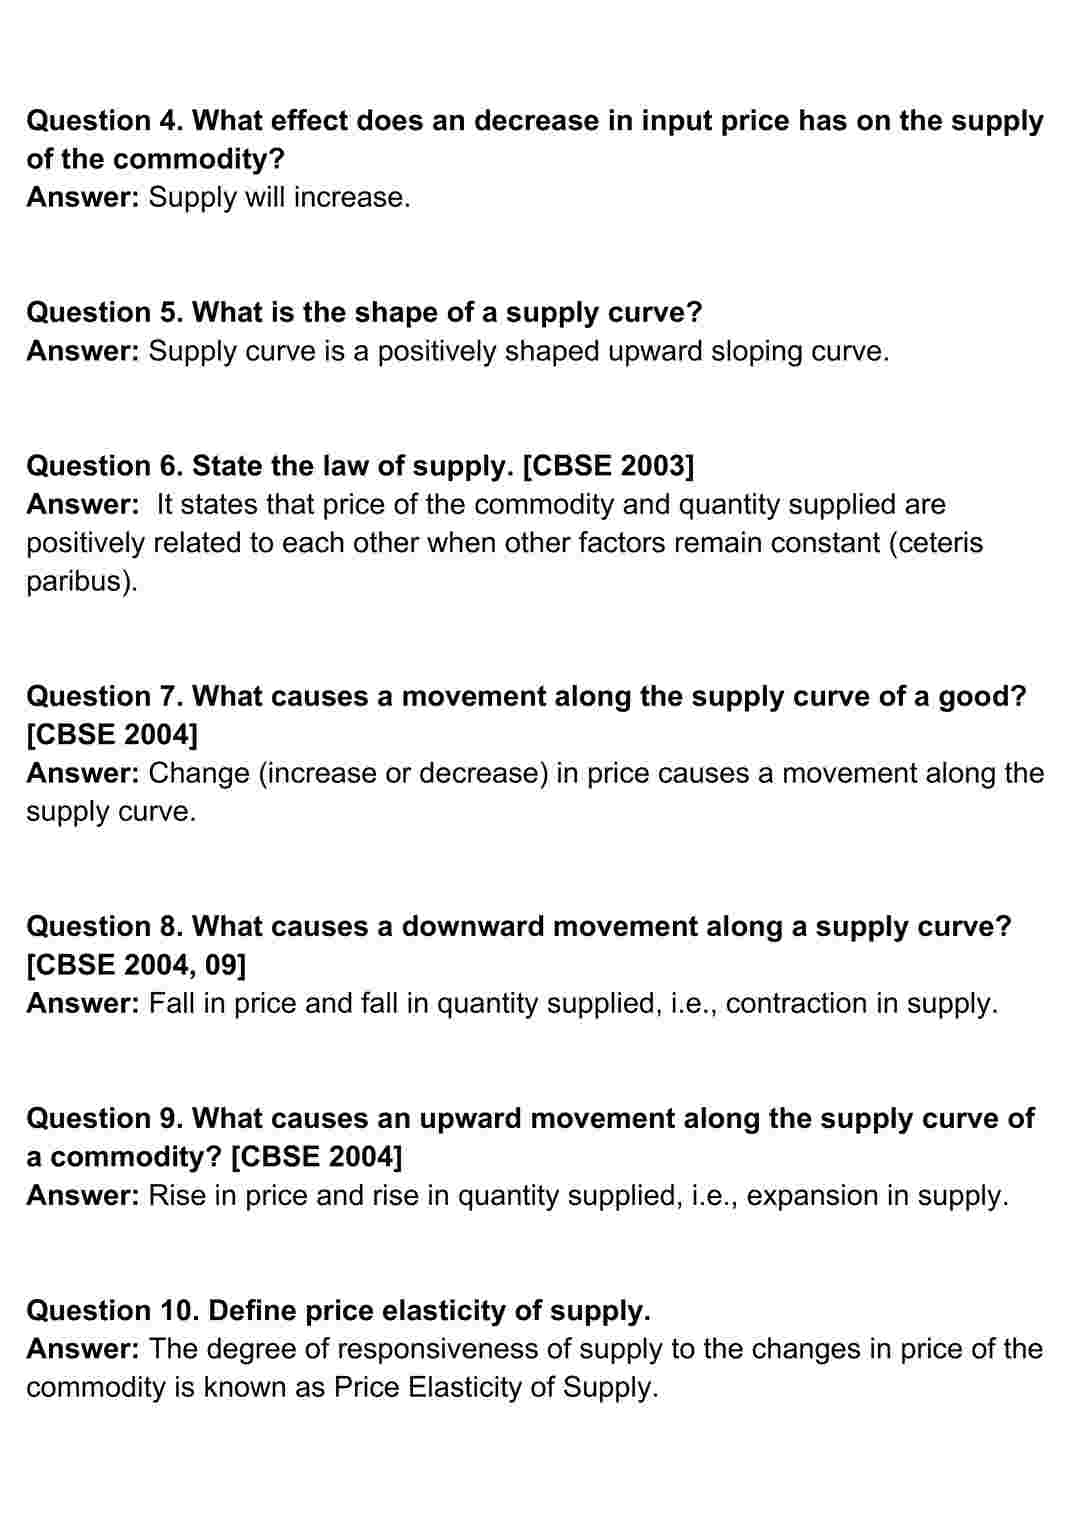 Question 4. What effect does an decrease in input price has on the supply
of the commodity?
Answer: Supply will increase.
Question 5. What is the shape of a supply curve?
Answer: Supply curve is a positively shaped upward sloping curve.
Question 6. State the law of supply. [CBSE 2003]
Answer:  It states that price of the commodity and quantity supplied are
positively related to each other when other factors remain constant (ceteris
paribus).
Question 7. What causes a movement along the supply curve of a good?
[CBSE 2004]
Answer: Change (increase or decrease) in price causes a movement along the
supply curve.
Question 8. What causes a downward movement along a supply curve?
[CBSE 2004, 09]
Answer: Fall in price and fall in quantity supplied, i.e., contraction in supply.
Question 9. What causes an upward movement along the supply curve of
a commodity? [CBSE 2004]
Answer: Rise in price and rise in quantity supplied, i.e., expansion in supply.
Question 10. Define price elasticity of supply.
Answer: The degree of responsiveness of supply to the changes in price of the
commodity is known as Price Elasticity of Supply.